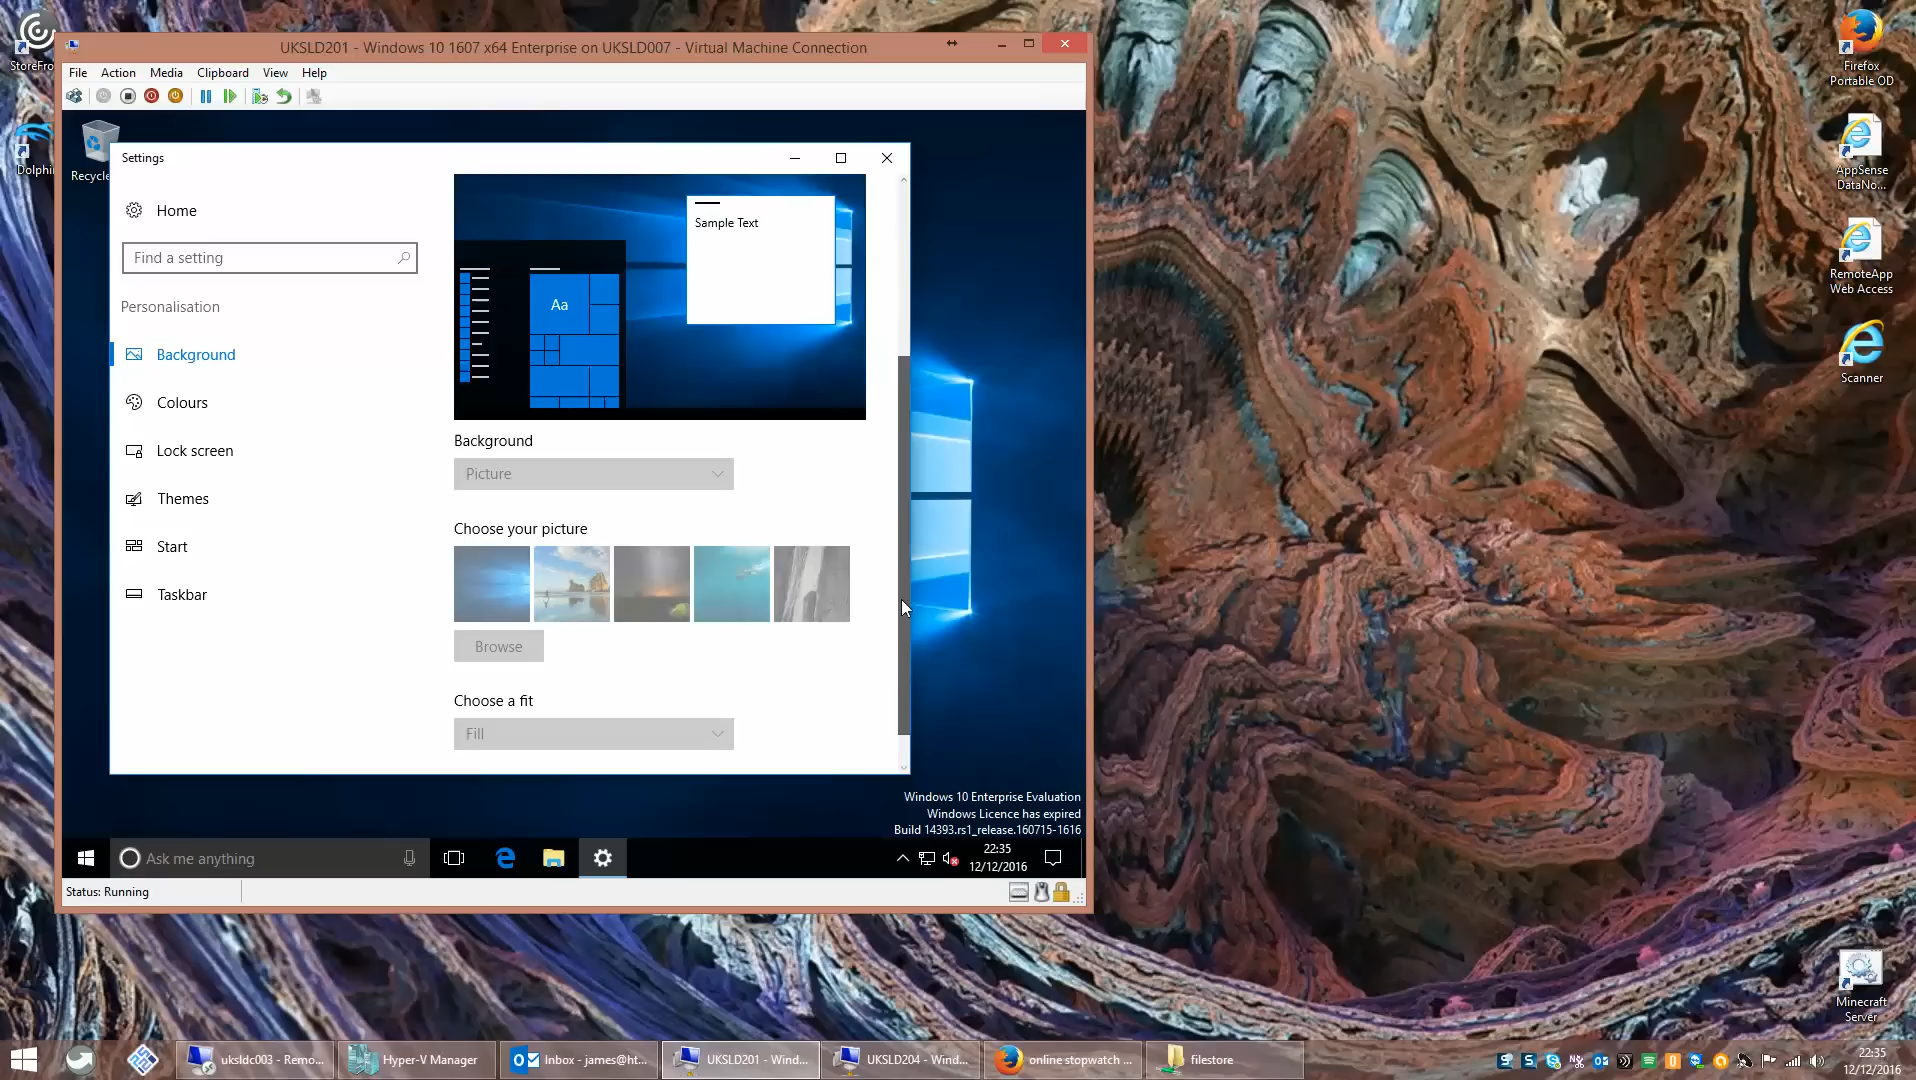 StoreFro
UKSLD201 - Windows 10 1607 x64 Enterprise on UKSLD007 - Virtual Machine Connection
File Action Media Clipboard View Help
Recycle
Dolphi
Settings
Home
Find a setting
Personalisation
Background
Colours
Lock screen
Themes
Start
Taskbar
Sample Text
Aa
Background
Picture
Choose your picture
Browse
Choose a fit
Fill
Windows 10 Enterprise Evaluation
Windows Licence has expired
Build 14393.rs1_release.160715-1616
Ask me anything
22:35
12/12/2016
Status: Running
Firefox
Portable OD
AppSense
DataNo...
RemoteApp
Web Access
Scanner
Minecraft
Server
uksldc003 - Remo...
Hyper-V Manager
Inbox - james@ht...
UKSLD201 - Wind...
UKSLD204 - Wind...
online stopwatch ...
filestore
22:35
12/12/2016